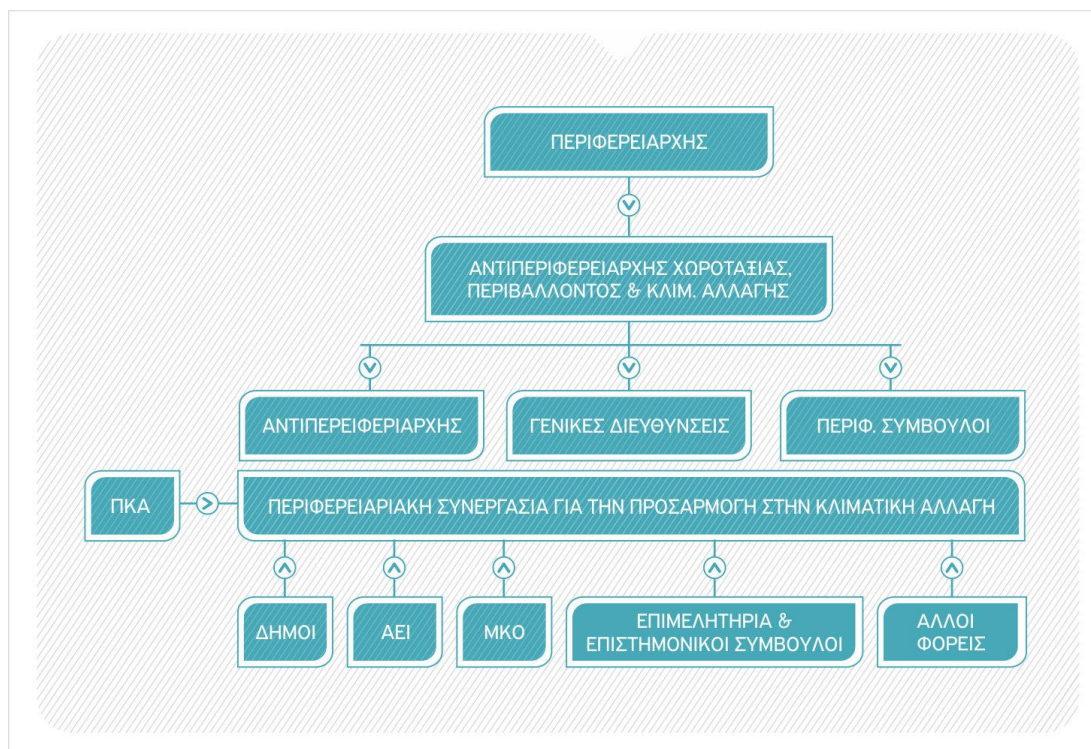 ΠΕΡΙΦΕΡΕΙΑΡΧΗΣ
ΑΝΤΙΠΕΡΙΦΕΡΕΙΑΡΧΗΣ ΧΩΡΟΤΑΞΙΑΣ,
ΠΕΡΙΒΑΛΛΟΝΤΟΣ & ΚΛΙΜ. ΑΛΛΑΓΗΣ
ΑΝΤΙΠΕΡΕΙΦΕΡΙΑΡΧΗΣ
ΓΕΝΙΚΕΣ ΔΙΕΥΘΥΝΣΕΙΣ
ΠΕΡΙΦ. ΣΥΜΒΟΥΛΟΙ
ΠΚΑ
ΠΕΡΙΦΕΡΕΙΑΡΙΑΚΗ ΣΥΝΕΡΓΑΣΙΑ ΓΙΑ ΤΗΝ ΠΡΟΣΑΡΜΟΓΗ ΣΤΗΝ ΚΛΙΜΑΤΙΚΗ ΑΛΛΑΓΗ
ΔΗΜΟΙ
ΑΕΙ
ΜΚΟ
ΕΠΙΜΕΛΗΤΗΡΙΑ &
ΕΠΙΣΤΗΜΟΝΙΚΟΙ ΣΥΜΒΟΥΛΟΙ
ΑΛΛΟΙ
ΦΟΡΕΙΣ